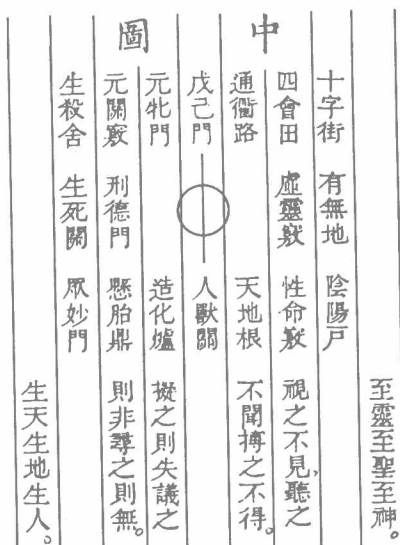 中圖
至靈至聖至神。
十字街 有無地 陰陽戶
四會田 虛靈竅 性命竅 視之不見,聽之
通衢路 天地根 不聞搏之不得。
戊己門 人獸關
元牝門 造化爐 擬之則失議之
元關竅 刑德門 懸胎鼎 則非尋之則無。
生殺舍 生死關 眾妙門
生天生地生人。